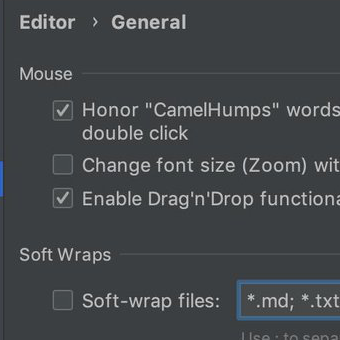 Editor › General
Mouse
Honor "CamelHumps" words
double click
Change font size (Zoom) wit
Enable Drag'n'Drop functiona
Soft Wraps
Soft-wrap files: *.md; *.txt
Use ; to sepa